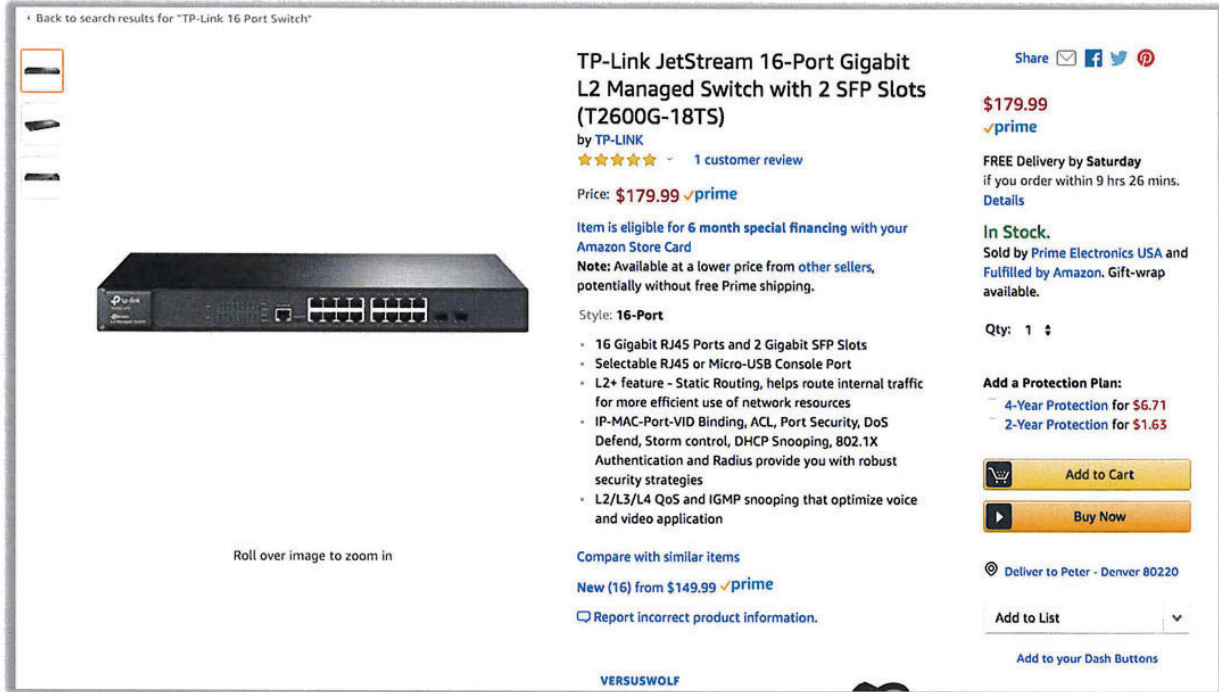 ‹ Back to search results for "TP-Link 16 Port Switch"
TP-Link JetStream 16-Port Gigabit
L2 Managed Switch with 2 SFP Slots
(T2600G-18TS)
by TP-LINK
1 customer review
Price: $179.99 prime
Item is eligible for 6 month special financing with your
Amazon Store Card
Note: Available at a lower price from other sellers,
potentially without free Prime shipping.
Style: 16-Port
• 16 Gigabit RJ45 Ports and 2 Gigabit SFP Slots
• Selectable RJ45 or Micro-USB Console Port
• L2+ feature - Static Routing, helps route internal traffic
for more efficient use of network resources
• IP-MAC-Port-VID Binding, ACL, Port Security, DoS
Defend, Storm control, DHCP Snooping, 802.1X
Authentication and Radius provide you with robust
security strategies
• L2/L3/L4 QoS and IGMP snooping that optimize voice
and video application
Compare with similar items
New (16) from $149.99 prime
Report incorrect product information.
VERSUSWOLF
tp-link
Roll over image to zoom in
Share
$179.99
prime
FREE Delivery by Saturday
if you order within 9 hrs 26 mins.
Details
In Stock.
Sold by Prime Electronics USA and
Fulfilled by Amazon. Gift-wrap
available.
Qty: 1
Add a Protection Plan:
4-Year Protection for $6.71
2-Year Protection for $1.63
Add to Cart
Buy Now
Deliver to Peter - Denver 80220
Add to List
Add to your Dash Buttons